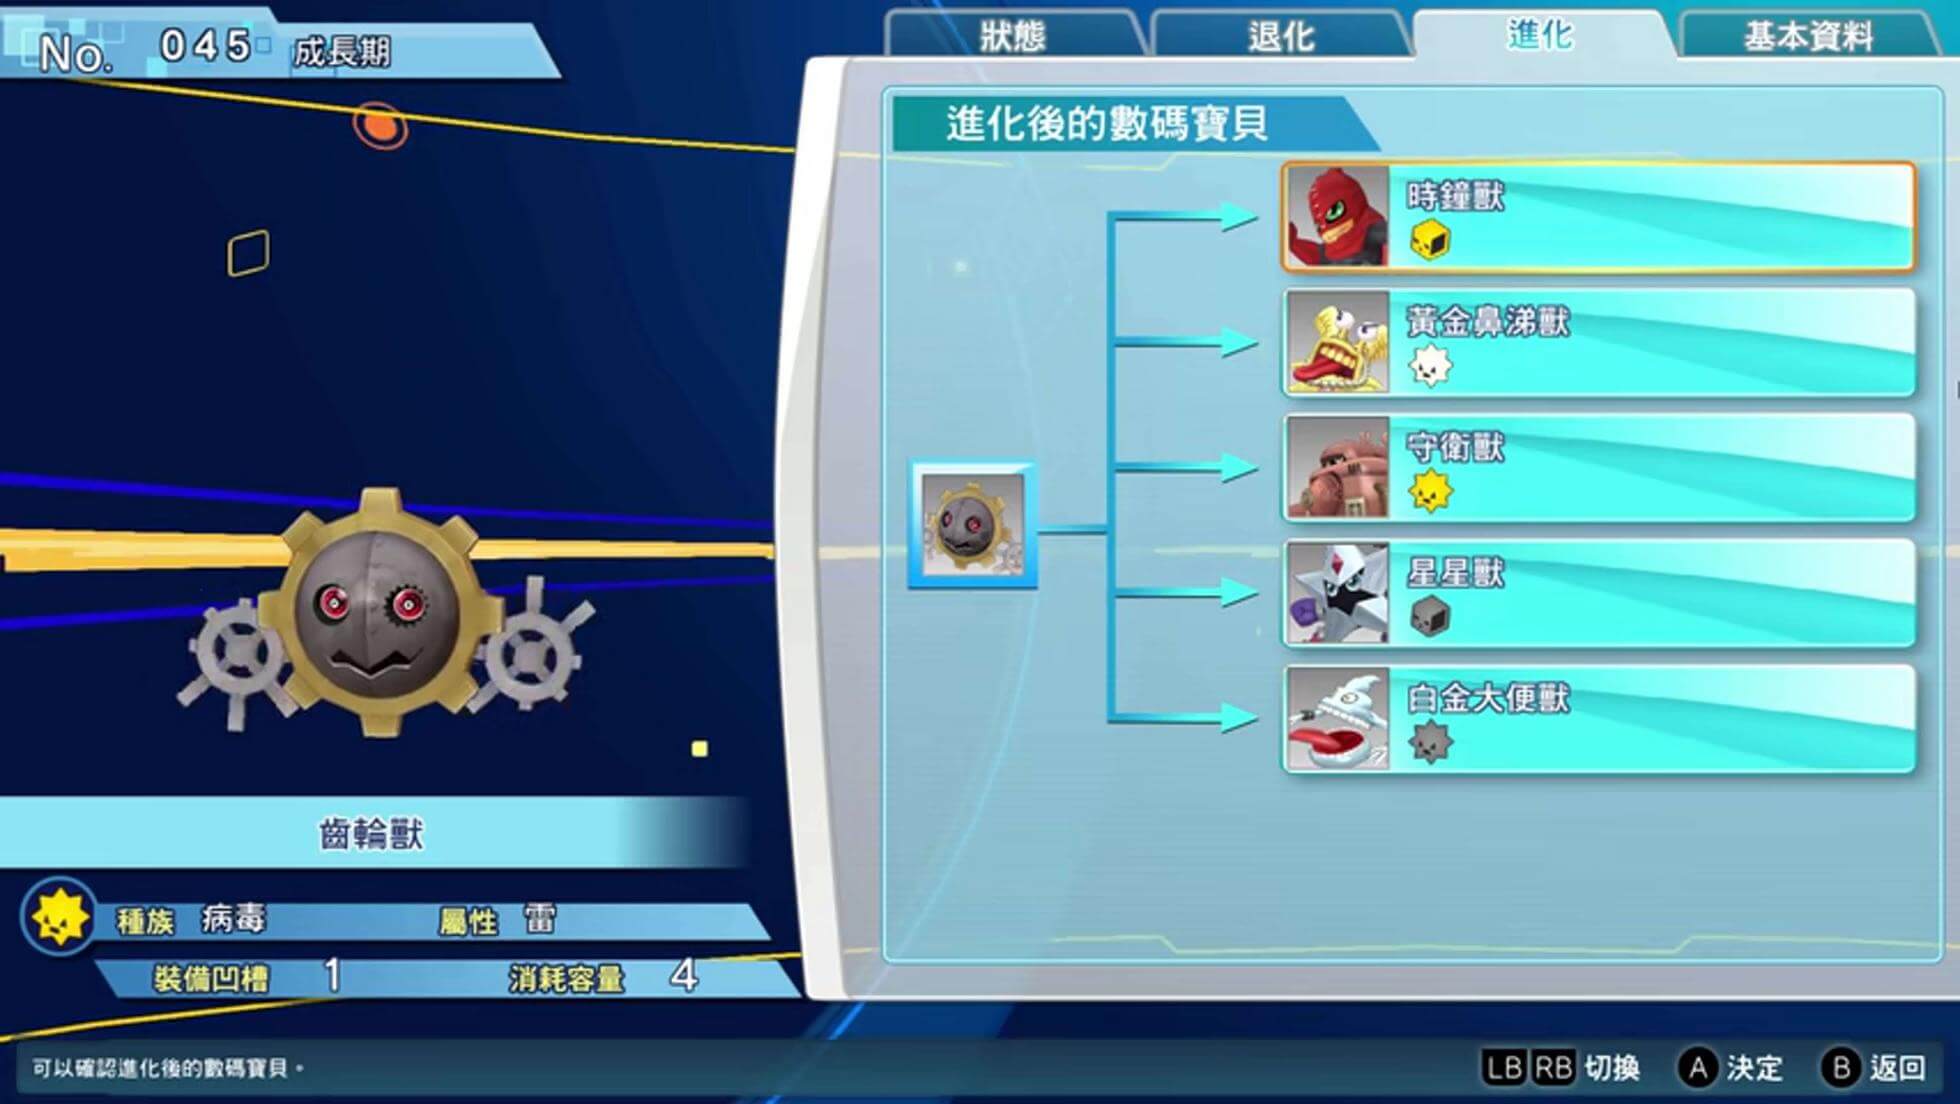 No. 045 成長期
狀態 退化 進化 基本資料
進化後的數碼寶貝
時鐘獸
黃金鼻涕獸
守衛獸
星星獸
白金大便獸
齒輪獸
種族 病毒 屬性 雷
裝備凹槽 1 消耗容量 4
可以確認進化後的數碼寶貝。
LB RB 切換 A 決定 B 返回